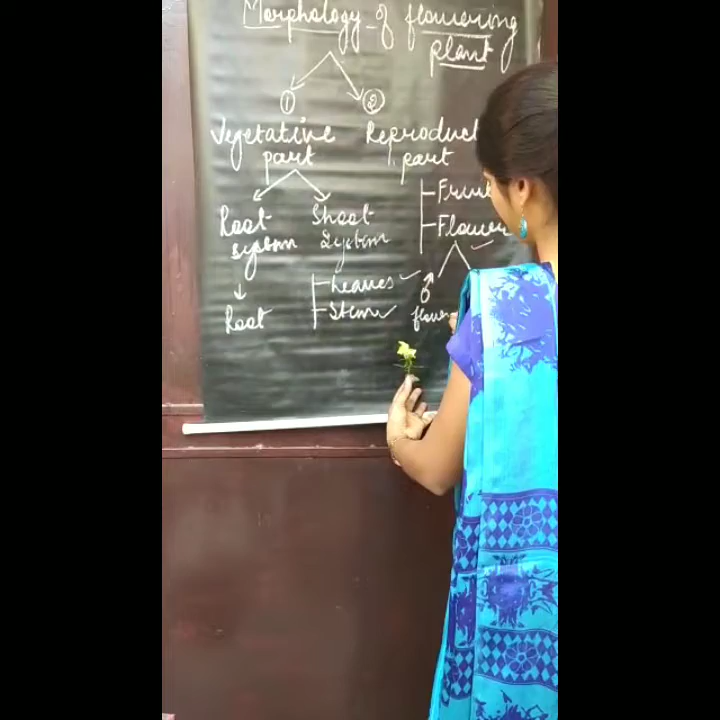 Morphology of flowering
plant
① ②
Vegetative Reproduct
part part
Fruit
Root Shoot Flower
system System
Leaves ♂
Root Stem flower